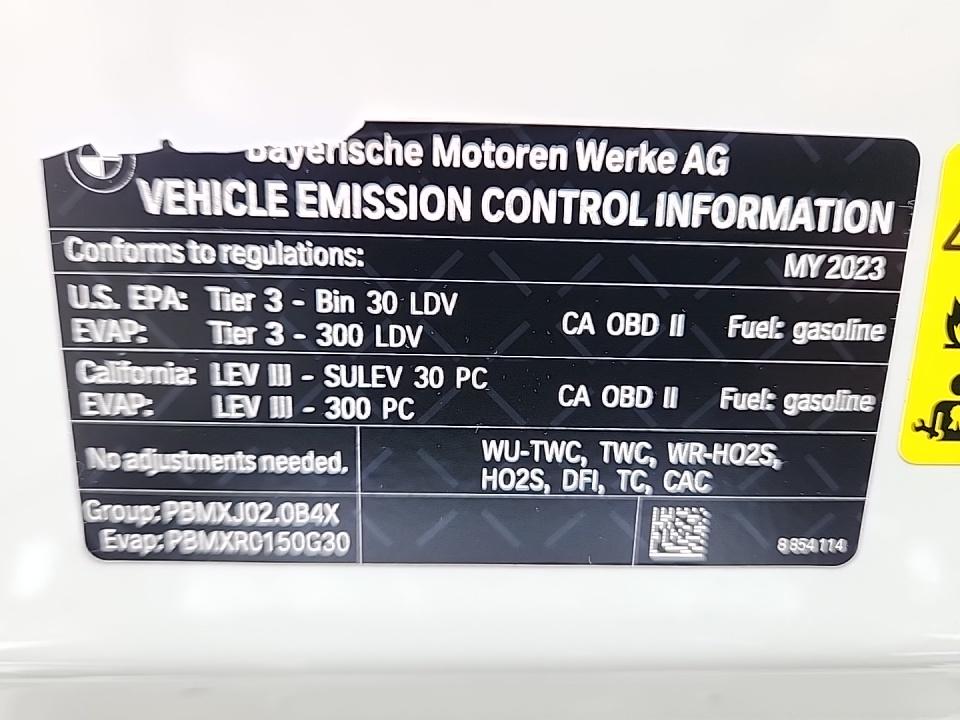 Bayerische Motoren Werke AG
VEHICLE EMISSION CONTROL INFORMATION
Conforms to regulations: MY 2023
U.S. EPA: Tier 3 - Bin 30 LDV
EVAP: Tier 3 - 300 LDV
CA OBD II Fuel: gasoline
California: LEV III - SULEV 30 PC
EVAP: LEV III - 300 PC
CA OBD II Fuel: gasoline
No adjustments needed.
WU-TWC, TWC, WR-HO2S,
HO2S, DFI, TC, CAC
Group: PBMXJ02.0B4X
Evap: PBMXR0150G30
8 854 114